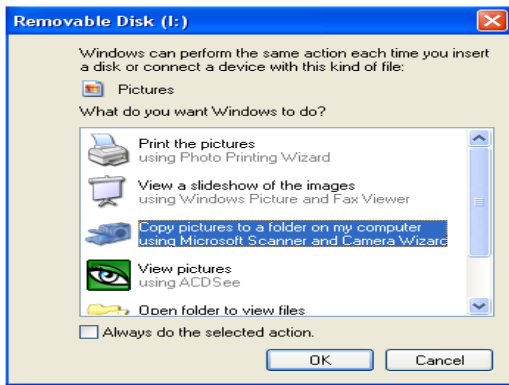 Removable Disk (I:)
Windows can perform the same action each time you insert
a disk or connect a device with this kind of file:
Pictures
What do you want Windows to do?
Print the pictures
using Photo Printing Wizard
View a slideshow of the images
using Windows Picture and Fax Viewer
Copy pictures to a folder on my computer
using Microsoft Scanner and Camera Wizard
View pictures
using ACDSee
Open folder to view files
Always do the selected action.
OK
Cancel